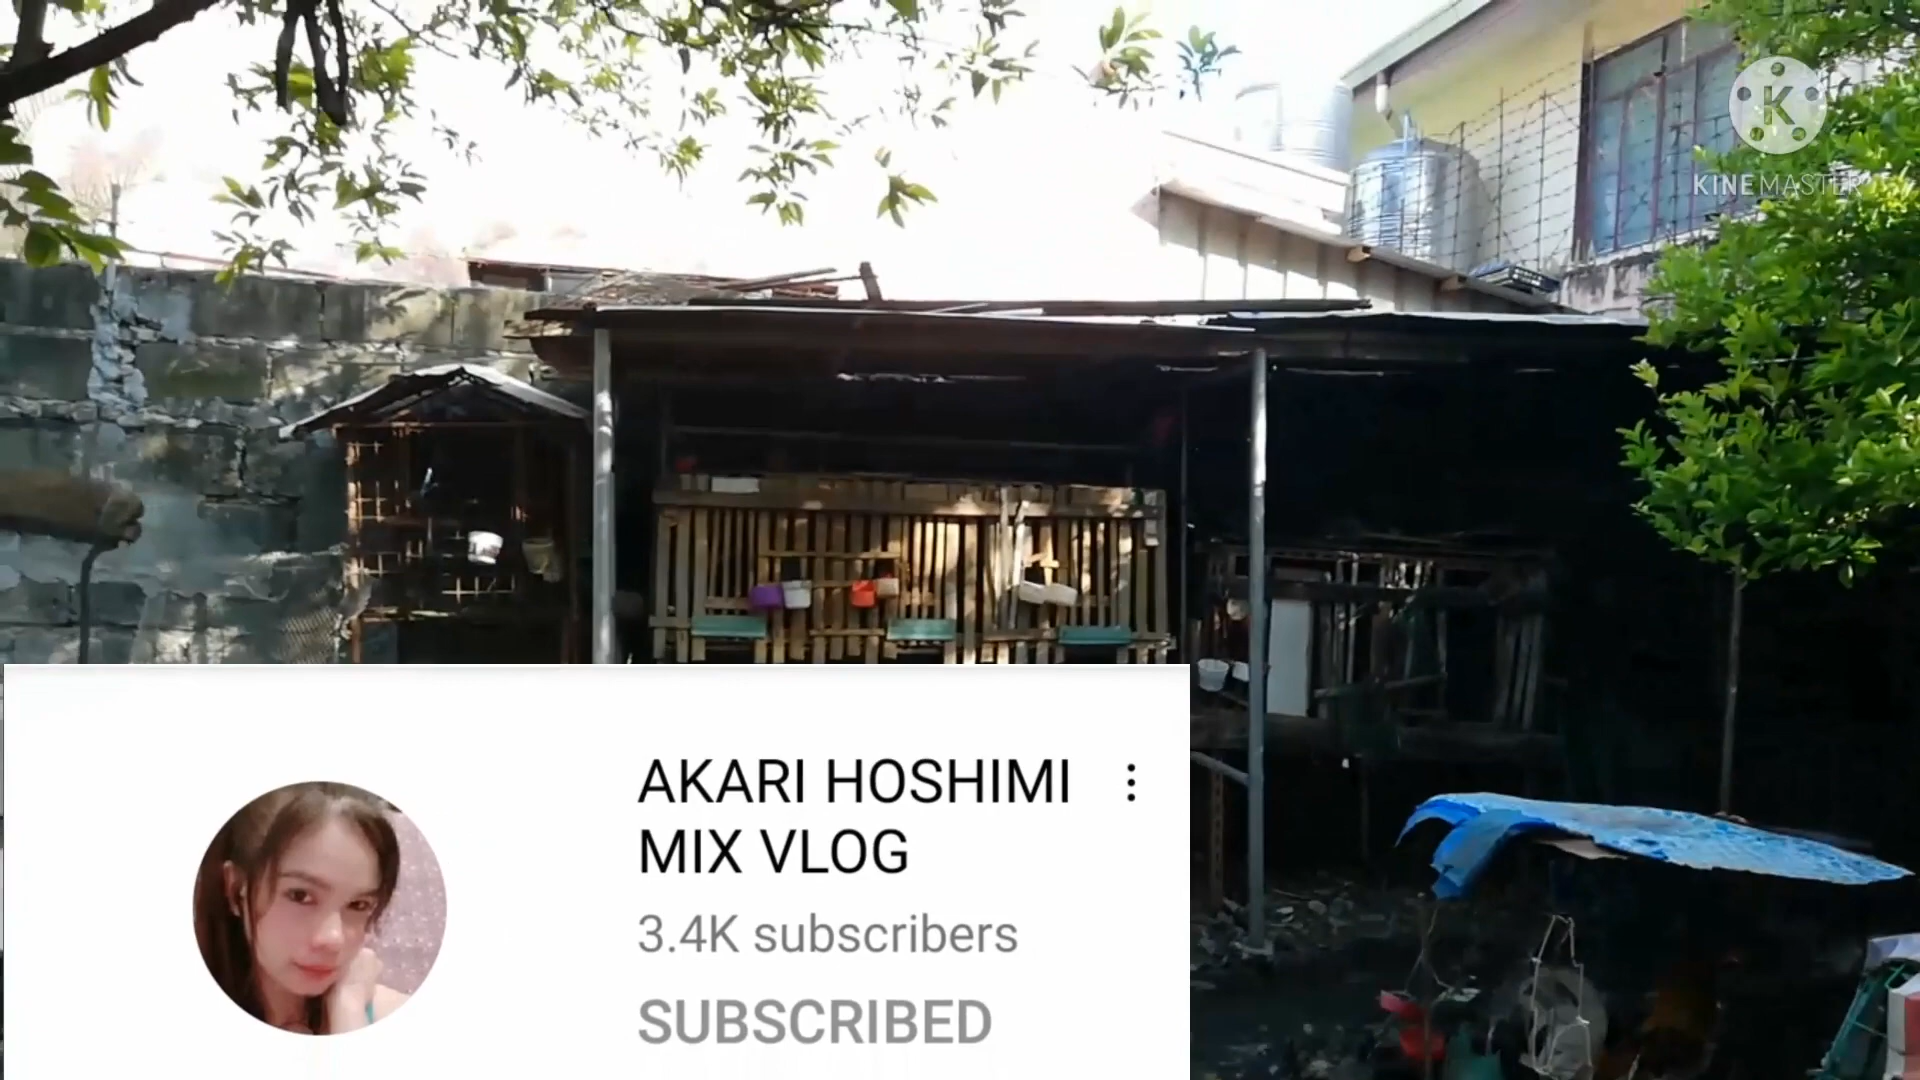 K
KINEMASTER
AKARI HOSHIMI
MIX VLOG
3.4K subscribers
SUBSCRIBED